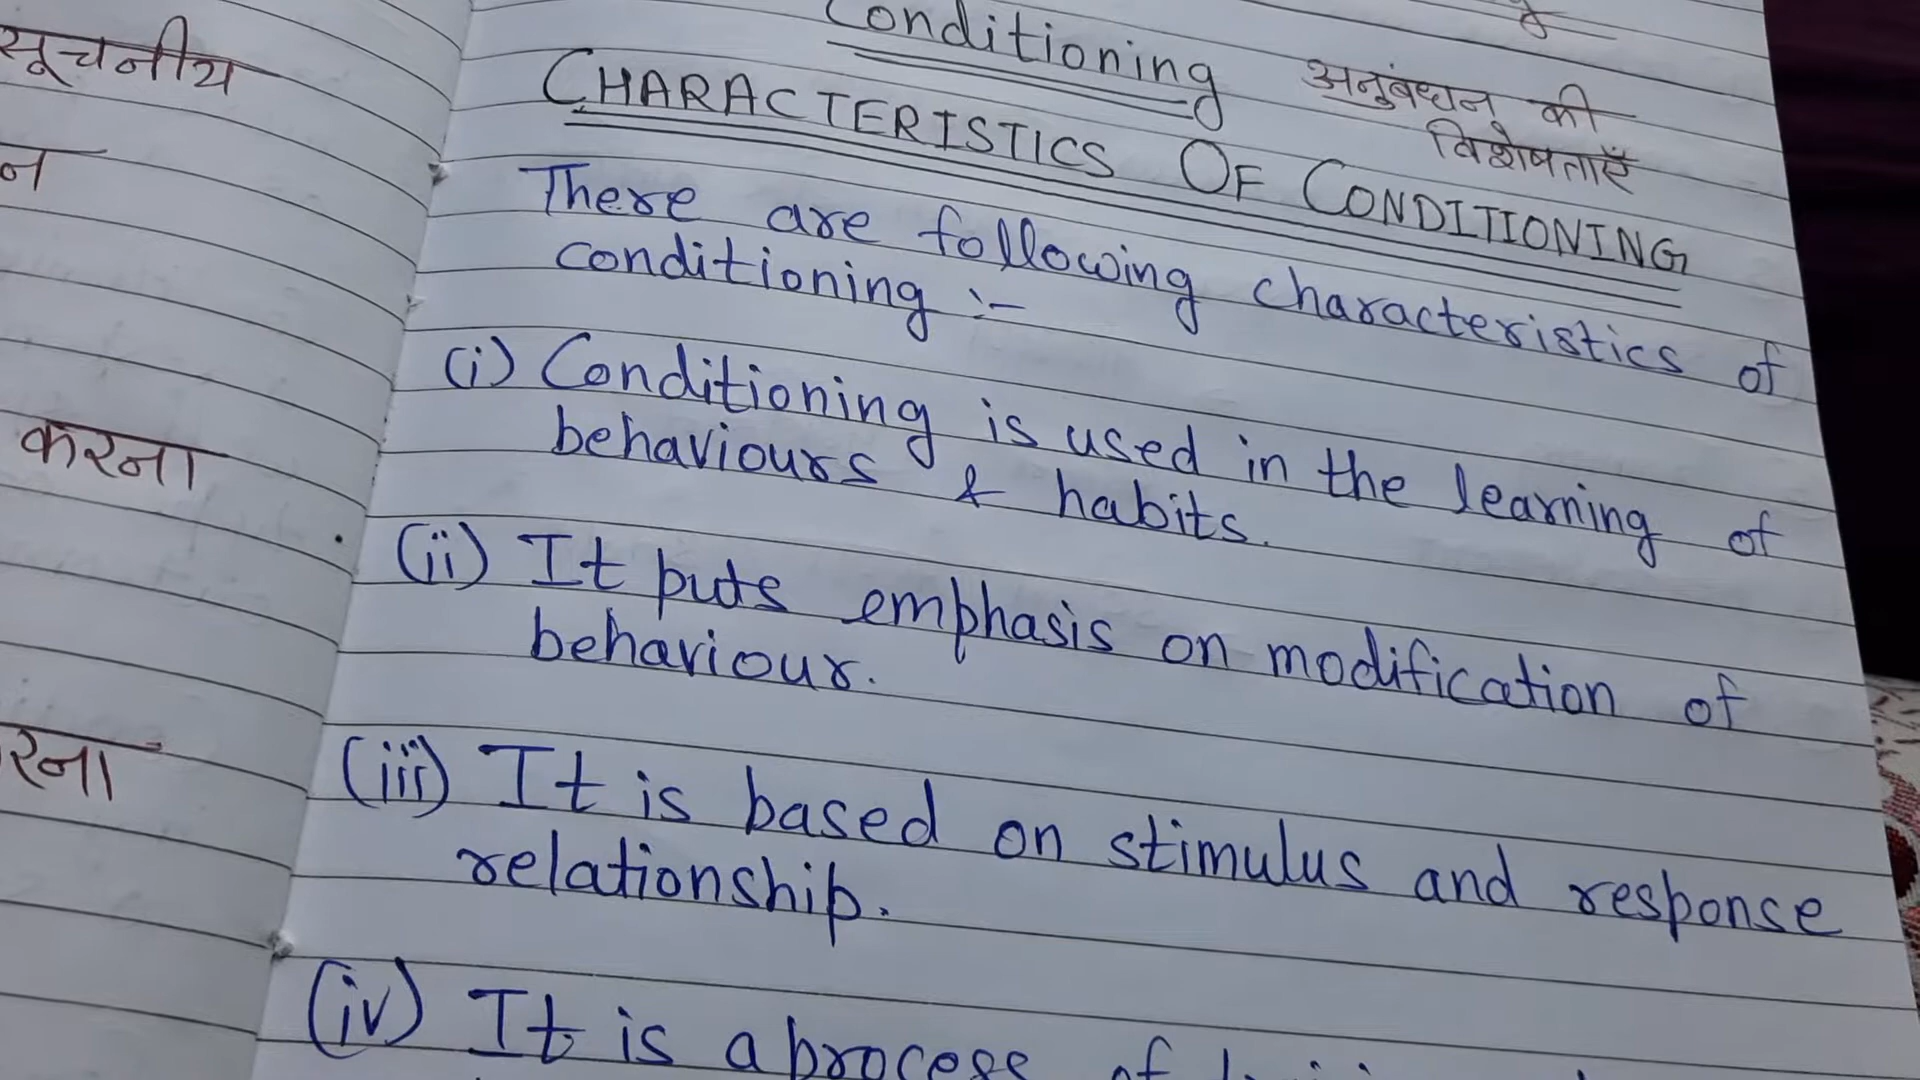 सूचनीय
न
करना
रना
Conditioning
अनुबंधन की
विशेषताएँ
CHARACTERISTICS OF CONDITIONING
There are following characteristics of
conditioning :-
(i) Conditioning is used in the learning of
behaviours & habits.
(ii) It puts emphasis on modification of
behaviour.
(iii) It is based on stimulus and response
relationship.
(iv) It is a process of